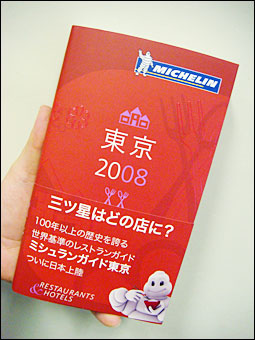 MICHELIN
東京
2008
三ツ星はどの店に？
100年以上の歴史を誇る
世界基準のレストランガイド
ミシュランガイド東京
ついに日本上陸
RESTAURANTS
& HOTELS